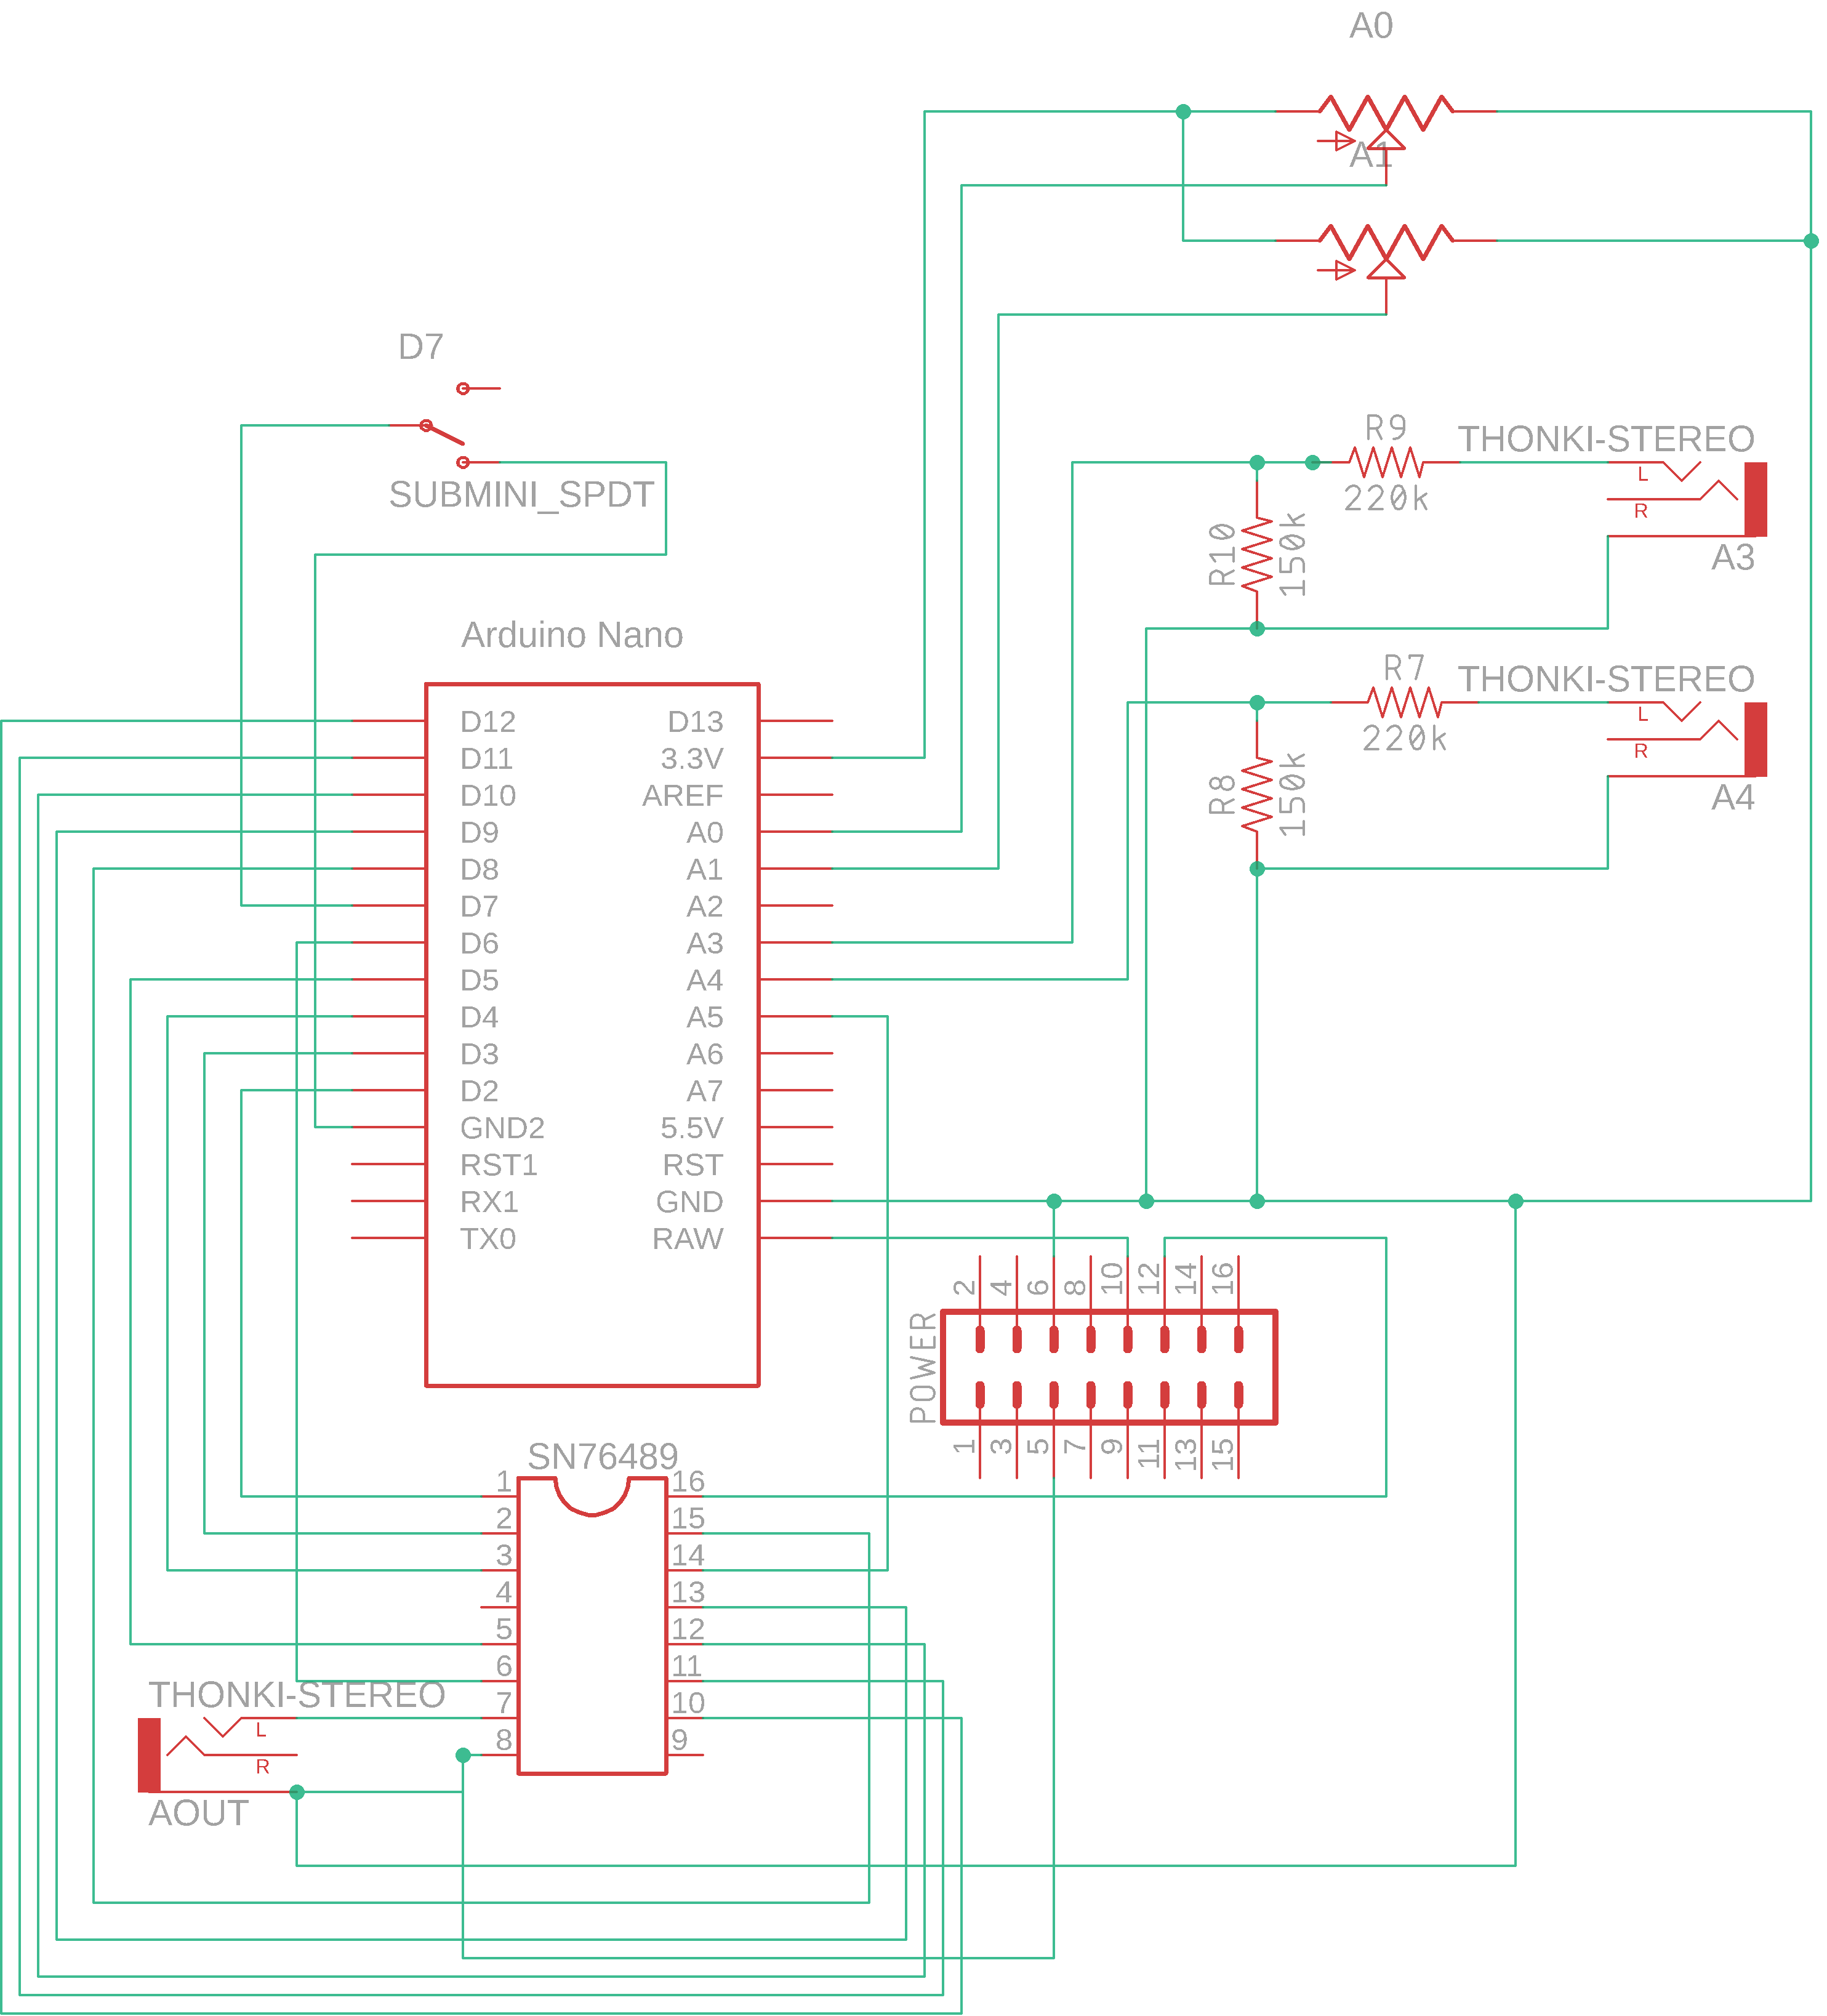 A0
A1
D7
SUBMINI_SPDT
R9
220k
THONKI-STEREO
L
R
A3
R10
150k
R7
220k
THONKI-STEREO
L
R
A4
R8
150k
Arduino Nano
D12 D13
D11 3.3V
D10 AREF
D9 A0
D8 A1
D7 A2
D6 A3
D5 A4
D4 A5
D3 A6
D2 A7
GND2 5.5V
RST1 RST
RX1 GND
TX0 RAW
POWER
2 4 6 8 10 12 14 16
1 3 5 7 9 11 13 15
SN76489
1 16
2 15
3 14
4 13
5 12
6 11
7 10
8 9
THONKI-STEREO
L
R
AOUT